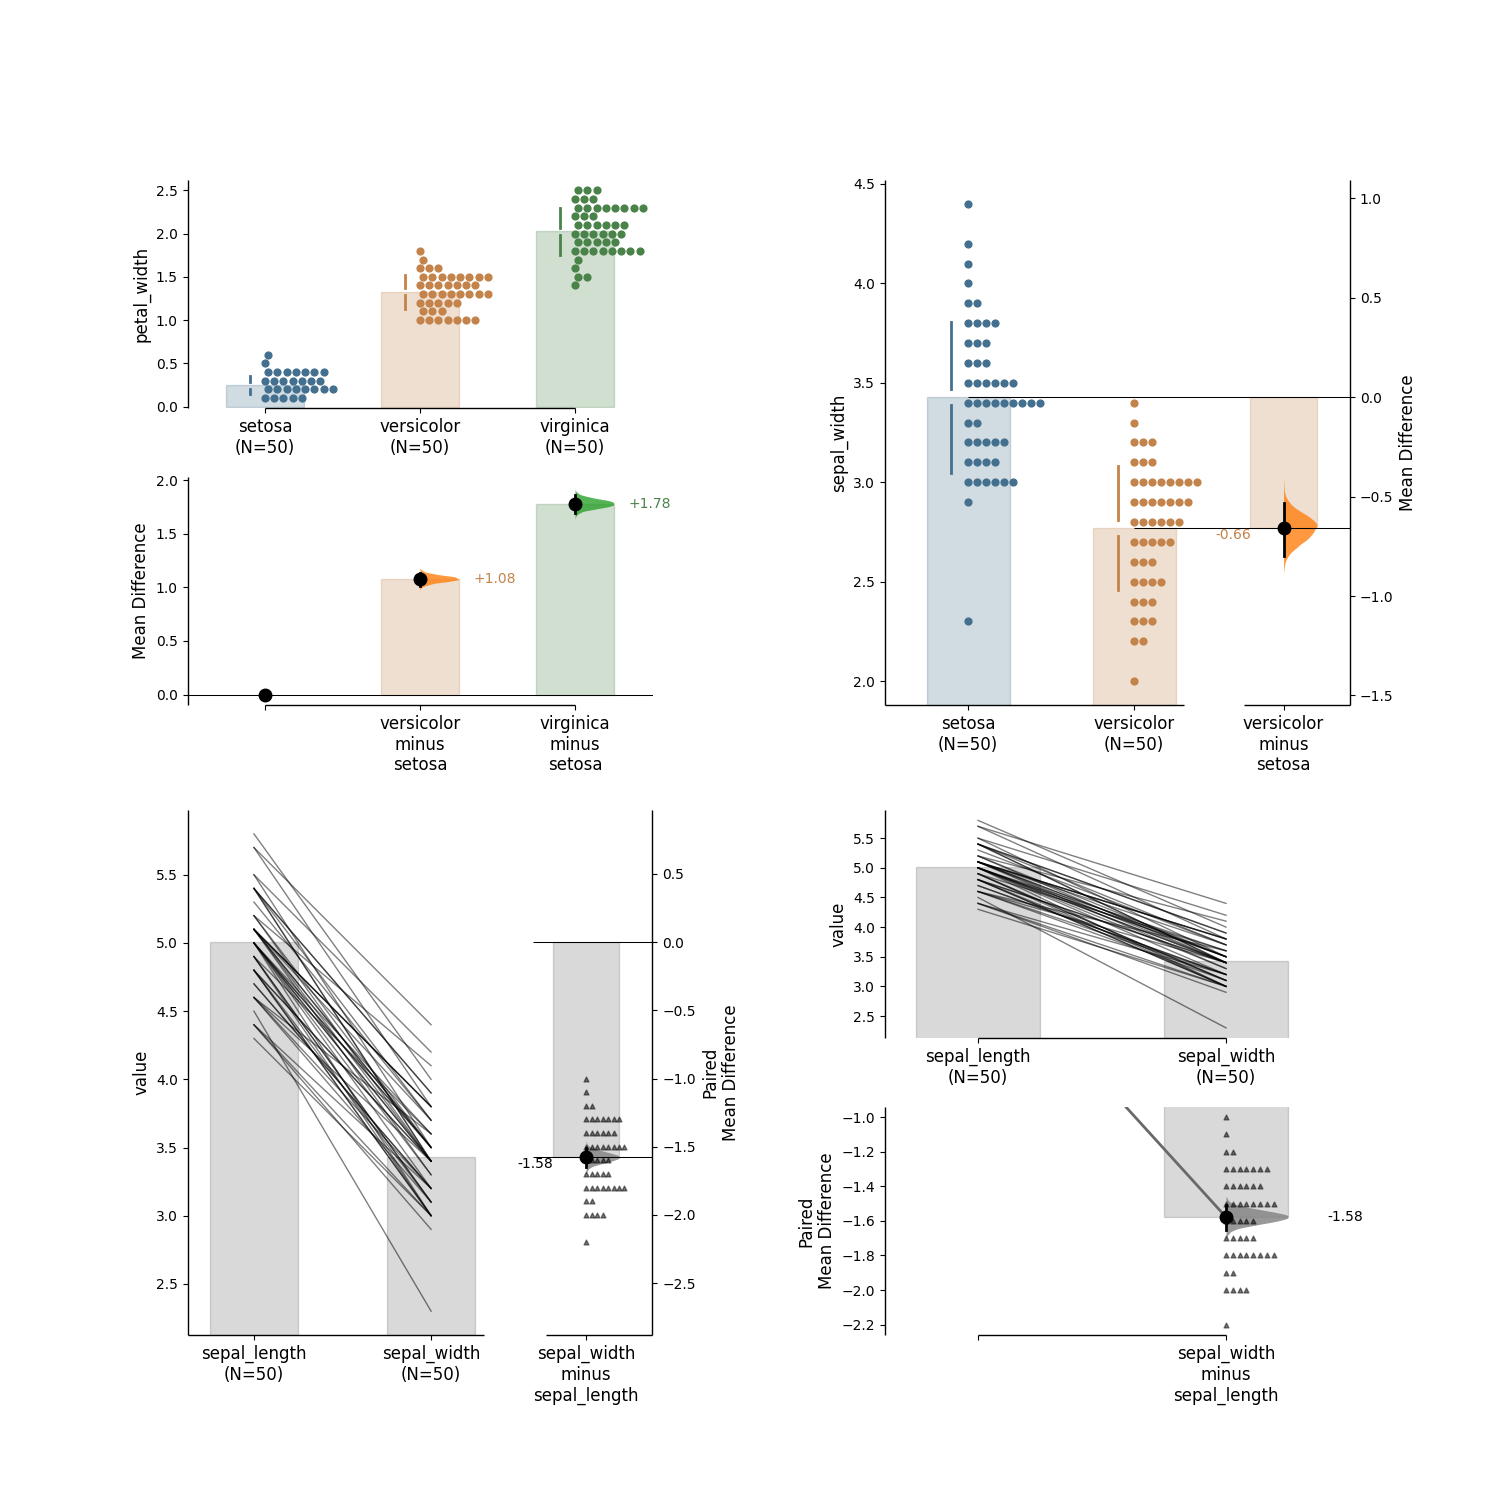 petal_width
2.5
2.0
1.5
1.0
0.5
0.0
setosa
(N=50)
versicolor
(N=50)
virginica
(N=50)
Mean Difference
2.0
1.5
1.0
0.5
0.0
+1.08
+1.78
versicolor
minus
setosa
virginica
minus
setosa
sepal_width
4.5
4.0
3.5
3.0
2.5
2.0
setosa
(N=50)
versicolor
(N=50)
-0.66
1.0
0.5
0.0
−0.5
−1.0
−1.5
Mean Difference
versicolor
minus
setosa
value
5.5
5.0
4.5
4.0
3.5
3.0
2.5
sepal_length
(N=50)
sepal_width
(N=50)
-1.58
0.5
0.0
−0.5
−1.0
−1.5
−2.0
−2.5
Paired
Mean Difference
sepal_width
minus
sepal_length
value
5.5
5.0
4.5
4.0
3.5
3.0
2.5
sepal_length
(N=50)
sepal_width
(N=50)
Paired
Mean Difference
−1.0
−1.2
−1.4
−1.6
−1.8
−2.0
−2.2
-1.58
sepal_width
minus
sepal_length